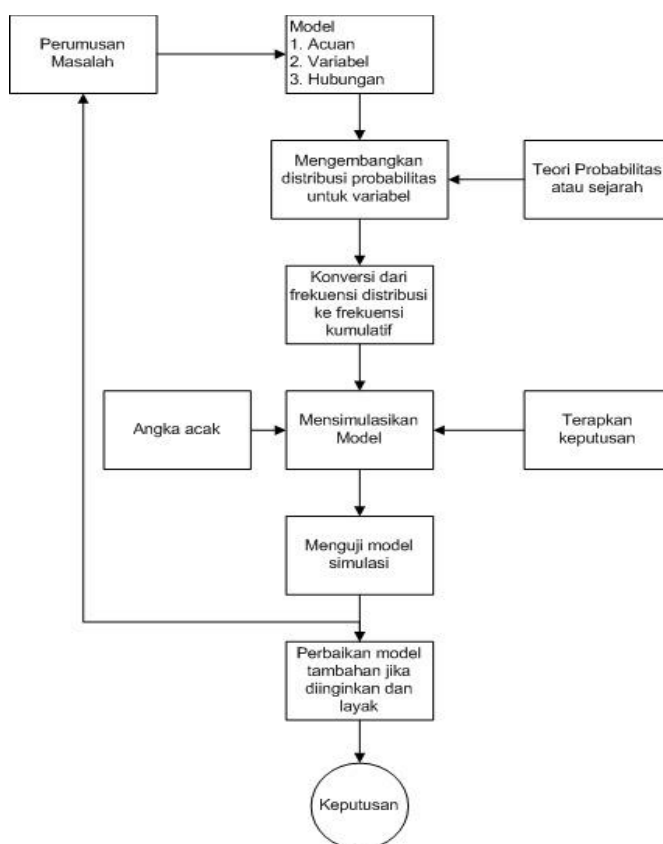 Perumusan
Masalah
Model
1. Acuan
2. Variabel
3. Hubungan
Mengembangkan
distribusi probabilitas
untuk variabel
Teori Probabilitas
atau sejarah
Konversi dari
frekuensi distribusi
ke frekuensi
kumulatif
Angka acak
Mensimulasikan
Model
Terapkan
keputusan
Menguji model
simulasi
Perbaikan model
tambahan jika
diinginkan dan
layak
Keputusan